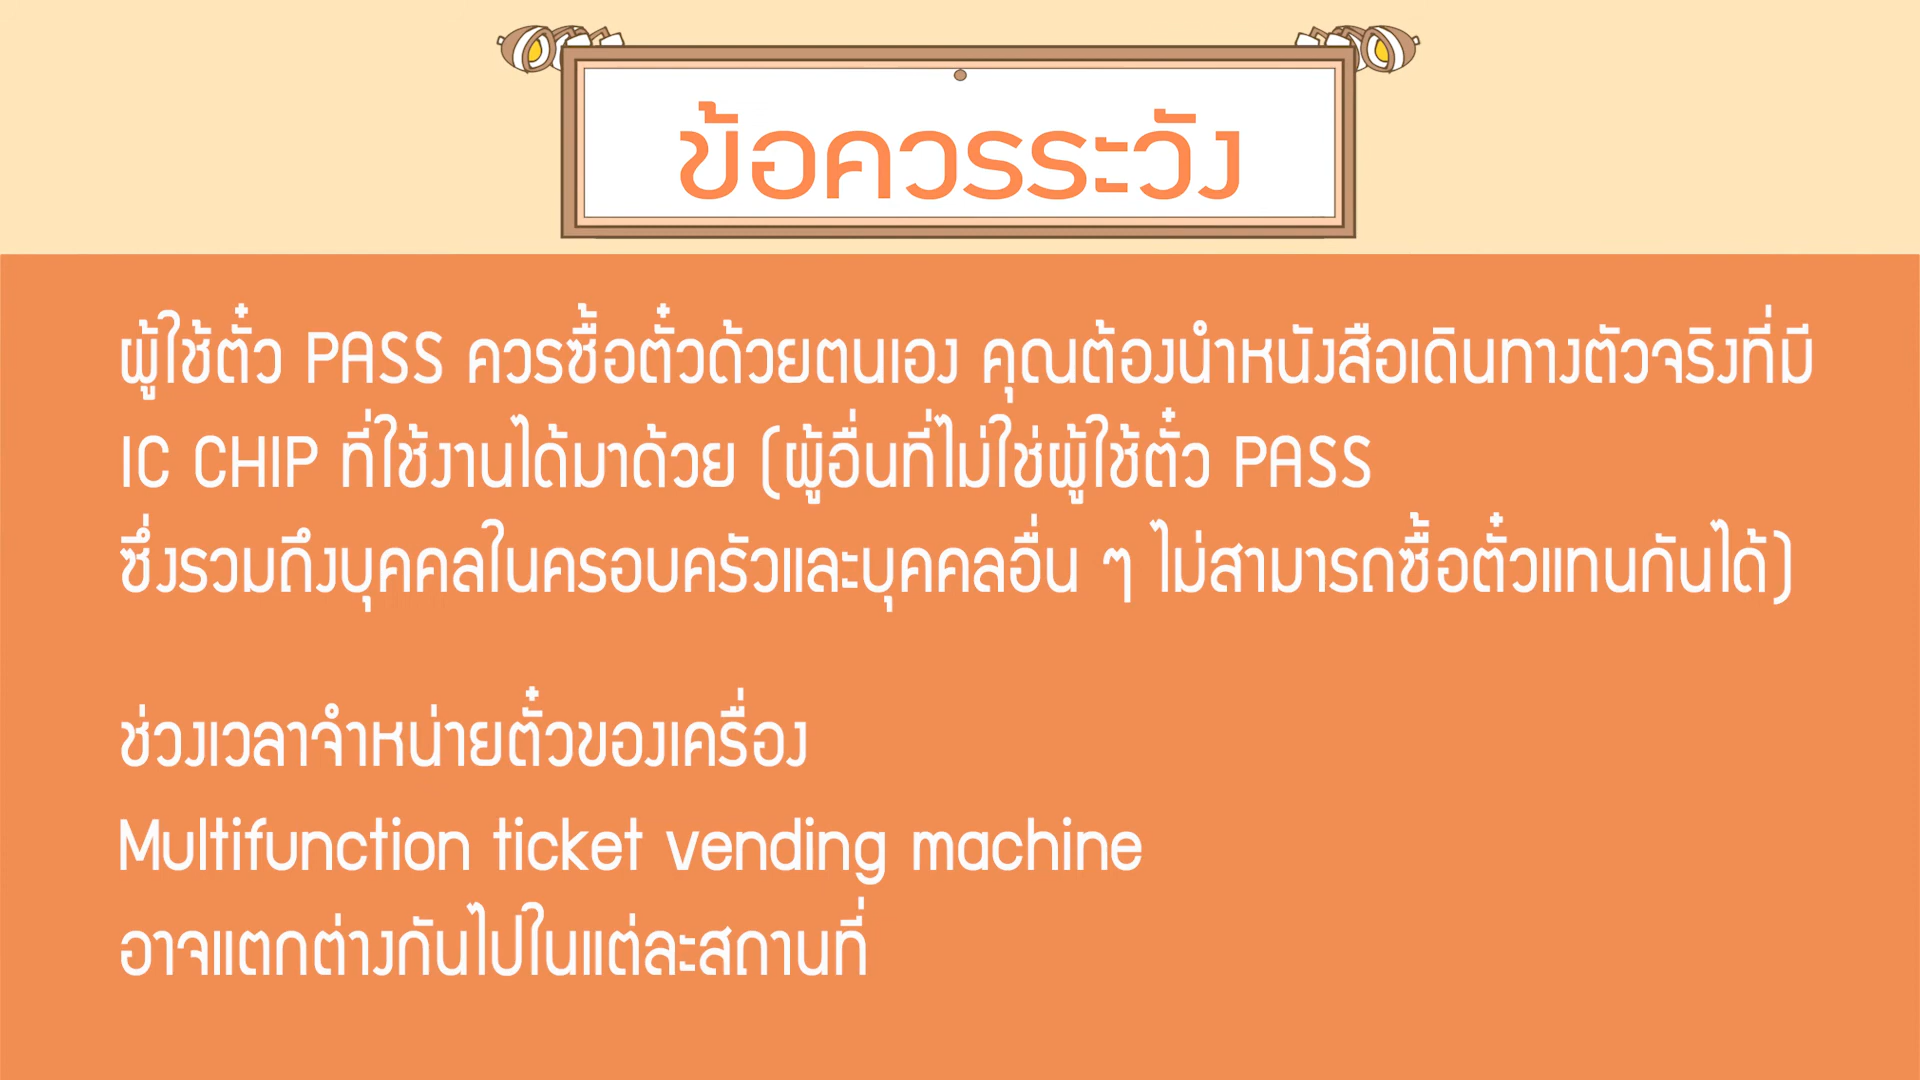 ข้อควรระวัง
ผู้ใช้ตั๋ว PASS ควรซื้อตั๋วด้วยตนเอง คุณต้องนำหนังสือเดินทางตัวจริงที่มี
IC CHIP ที่ใช้งานได้มาด้วย (ผู้อื่นที่ไม่ใช่ผู้ใช้ตั๋ว PASS
ซึ่งรวมถึงบุคคลในครอบครัวและบุคคลอื่น ๆ ไม่สามารถซื้อตั๋วแทนกันได้)
ช่วงเวลาจำหน่ายตั๋วของเครื่อง
Multifunction ticket vending machine
อาจแตกต่างกันไปในแต่ละสถานที่